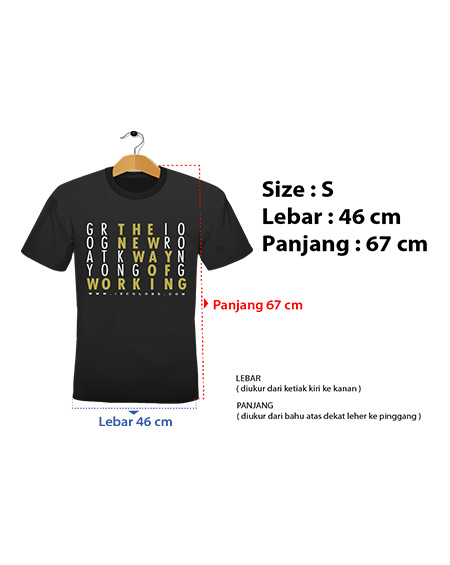 GRTHEIO
OGNEWRO
ATKWAYN
YONGOFG
WORKING
Size : S
Lebar : 46 cm
Panjang : 67 cm
Panjang 67 cm
LEBAR
( diukur dari ketiak kiri ke kanan )
PANJANG
( diukur dari bahu atas dekat leher ke pinggang )
Lebar 46 cm